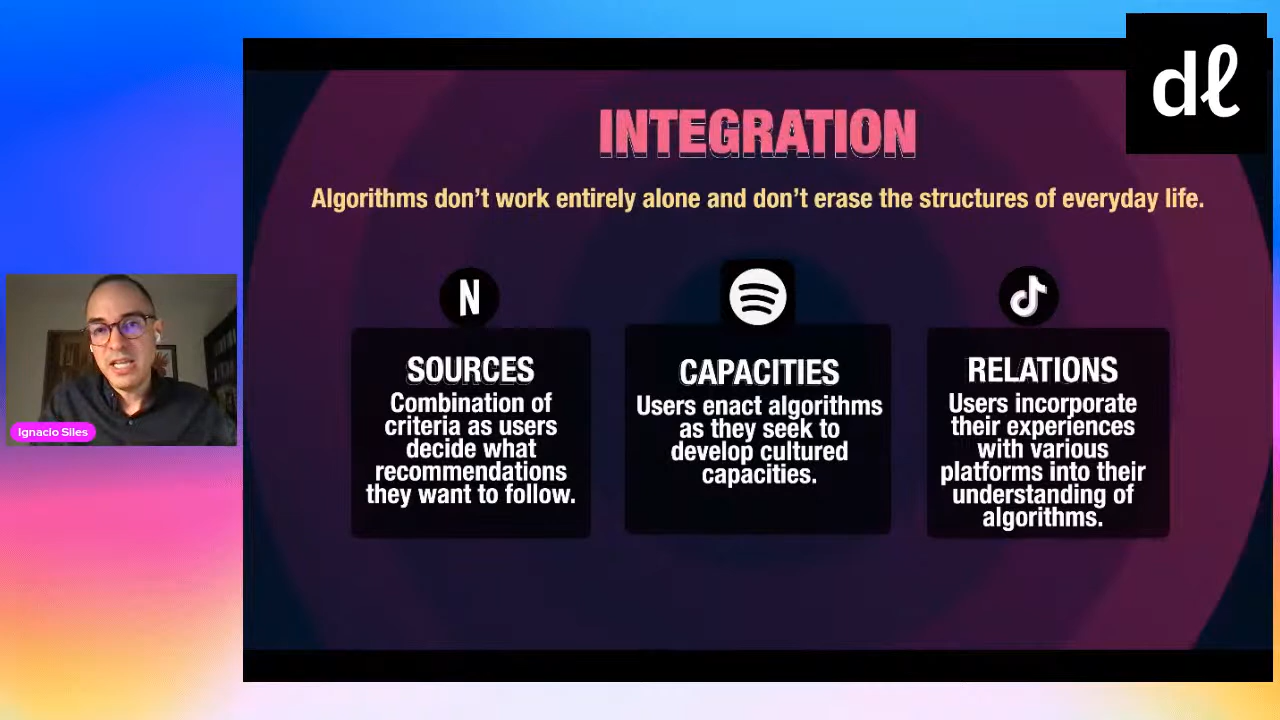 dl
INTEGRATION
Algorithms don't work entirely alone and don't erase the structures of everyday life.
N
SOURCES
Combination of
criteria as users
decide what
recommendations
they want to follow.
CAPACITIES
Users enact algorithms
as they seek to
develop cultured
capacities.
RELATIONS
Users incorporate
their experiences
with various
platforms into their
understanding of
algorithms.
Ignacio Siles